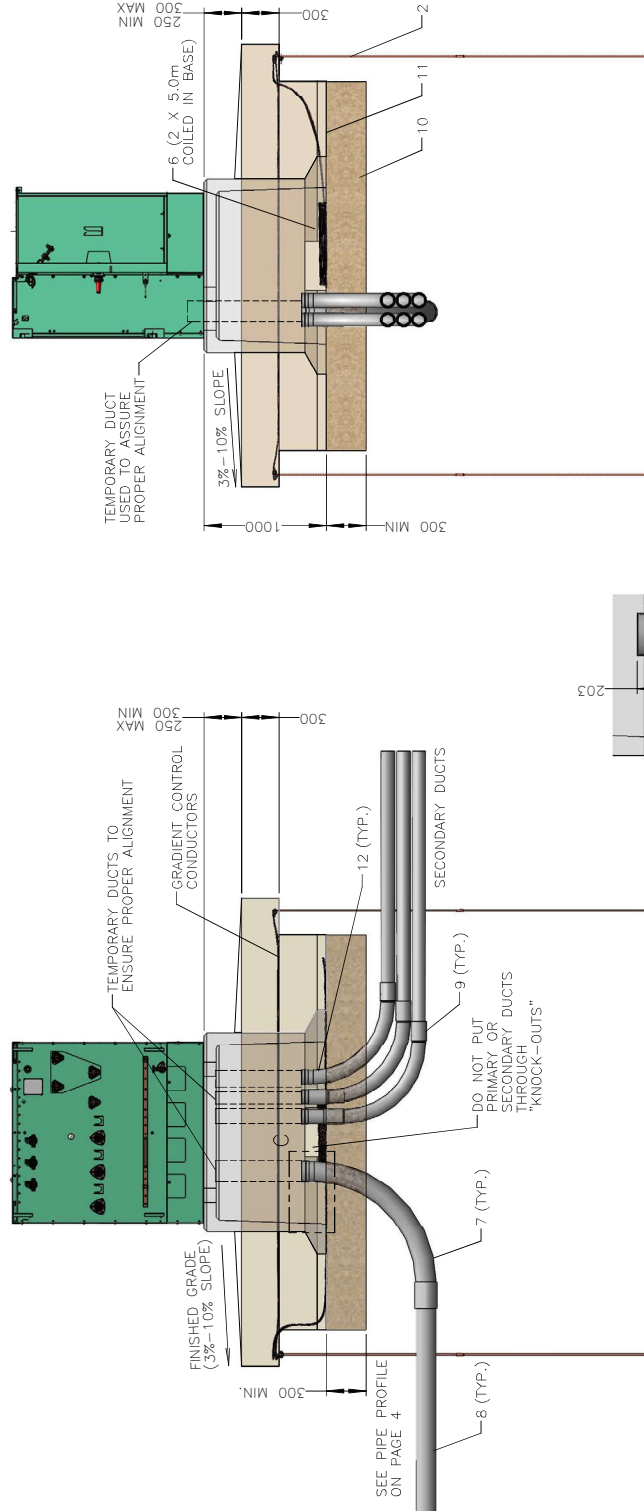 TEMPORARY DUCT
USED TO ASSURE
PROPER ALIGNMENT
3%-10% SLOPE
6 (2 X 5.0m
COILED IN BASE)
250 MIN
300 MAX
300
2
11
10
1000
300 MIN
TEMPORARY DUCTS TO
ENSURE PROPER ALIGNMENT
GRADIENT CONTROL
CONDUCTORS
250 MAX
300 MIN
300
FINISHED GRADE
(3%-10% SLOPE)
C
12 (TYP.)
SECONDARY DUCTS
9 (TYP.)
DO NOT PUT
PRIMARY OR
SECONDARY DUCTS
THROUGH
"KNOCK-OUTS"
7 (TYP.)
8 (TYP.)
300 MIN.
SEE PIPE PROFILE
ON PAGE 4
203